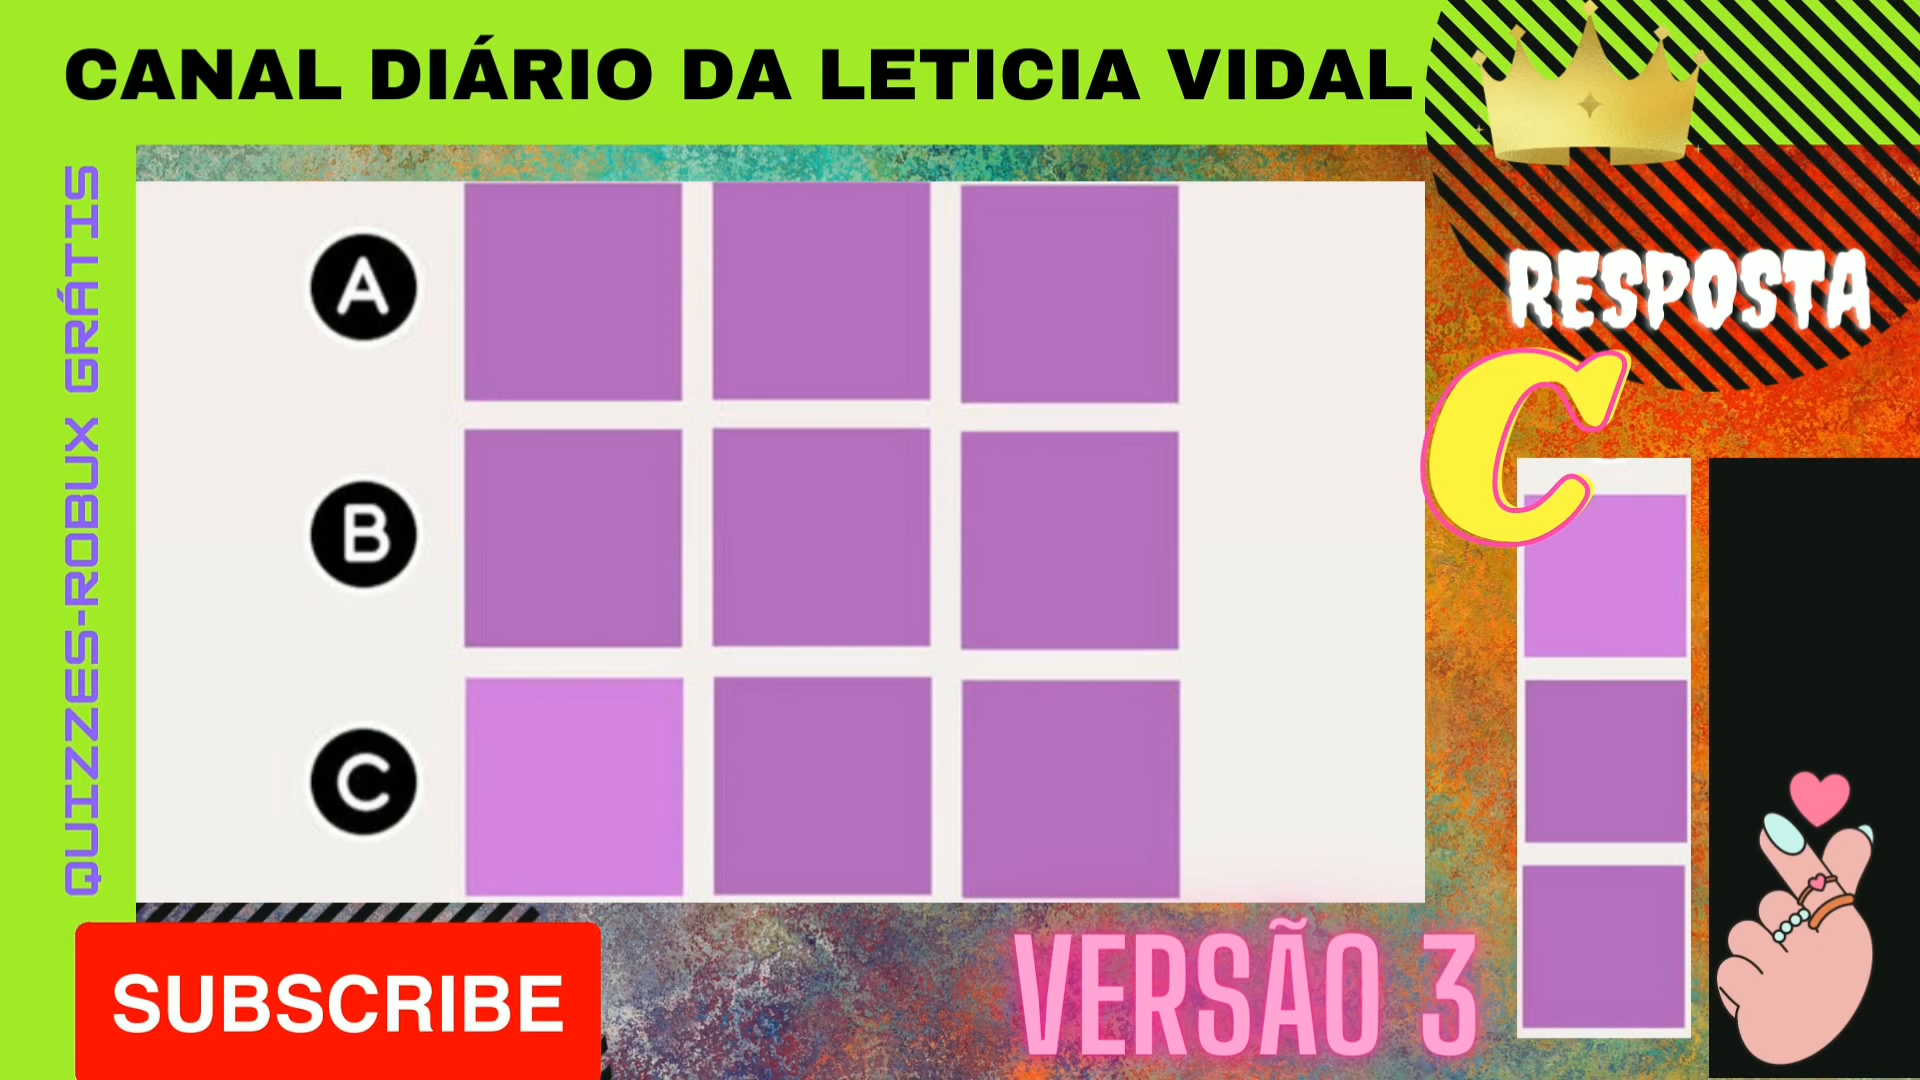 CANAL DIÁRIO DA LETICIA VIDAL
QUIZZES-ROBUX GRÁTIS
A
B
C
RESPOSTA
C
SUBSCRIBE
VERSÃO 3